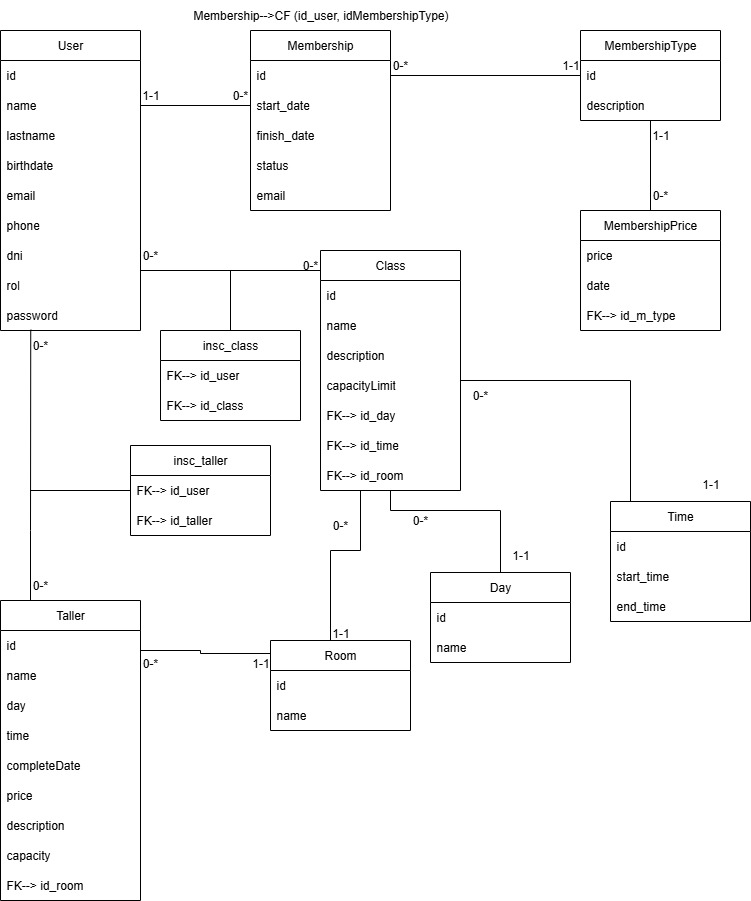 Membership-->CF (id_user, idMembershipType)
User
id
name
lastname
birthdate
email
phone
dni
rol
password
1-1
0-*
Membership
id
start_date
finish_date
status
email
0-*
1-1
MembershipType
id
description
1-1
0-*
MembershipPrice
price
date
FK--> id_m_type
0-*
0-*
Class
id
name
description
capacityLimit
FK--> id_day
FK--> id_time
FK--> id_room
insc_class
FK--> id_user
FK--> id_class
0-*
insc_taller
FK--> id_user
FK--> id_taller
0-*
0-*
1-1
Time
id
start_time
end_time
0-*
0-*
1-1
Day
id
name
1-1
Taller
id
name
day
time
completeDate
price
description
capacity
FK--> id_room
0-*
1-1
Room
id
name